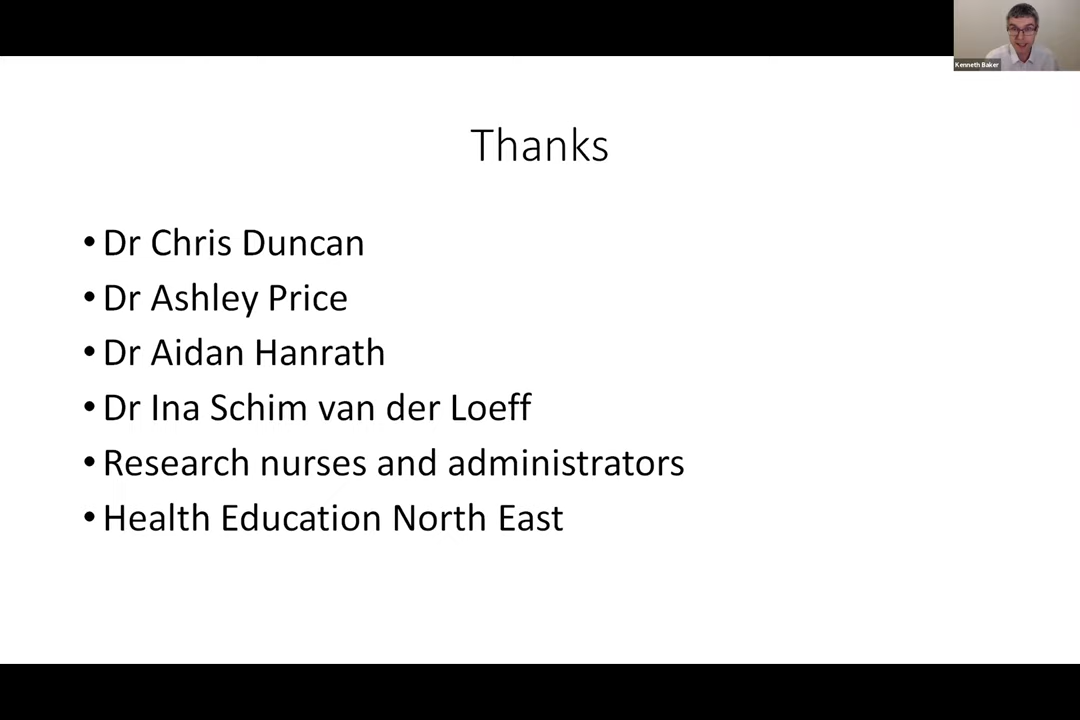 Kenneth Baker
Thanks
• Dr Chris Duncan
• Dr Ashley Price
• Dr Aidan Hanrath
• Dr Ina Schim van der Loeff
• Research nurses and administrators
• Health Education North East